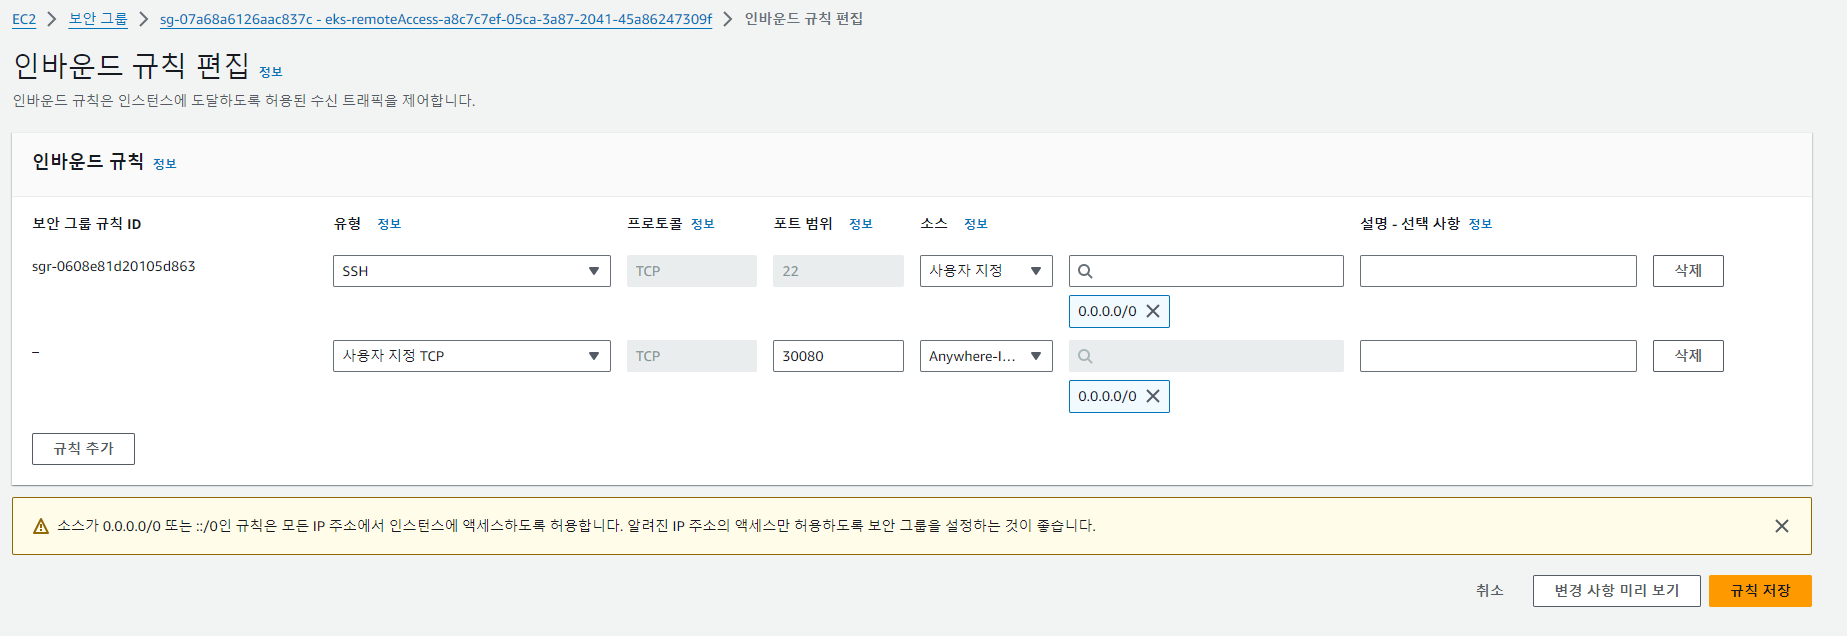 EC2 > 보안 그룹 > sg-07a68a6126aac837c - eks-remoteAccess-a8c7c7ef-05ca-3a87-2041-45a86247309f > 인바운드 규칙 편집
인바운드 규칙 편집 정보
인바운드 규칙은 인스턴스에 도달하도록 허용된 수신 트래픽을 제어합니다.
인바운드 규칙 정보
보안 그룹 규칙 ID 유형 정보 프로토콜 정보 포트 범위 정보 소스 정보 설명 - 선택 사항 정보
sgr-0608e81d20105d863 SSH TCP 22 사용자 지정 삭제
0.0.0.0/0
– 사용자 지정 TCP TCP 30080 Anywhere-I... 삭제
0.0.0.0/0
규칙 추가
소스가 0.0.0.0/0 또는 ::/0인 규칙은 모든 IP 주소에서 인스턴스에 액세스하도록 허용합니다. 알려진 IP 주소의 액세스만 허용하도록 보안 그룹을 설정하는 것이 좋습니다.
취소 변경 사항 미리 보기 규칙 저장